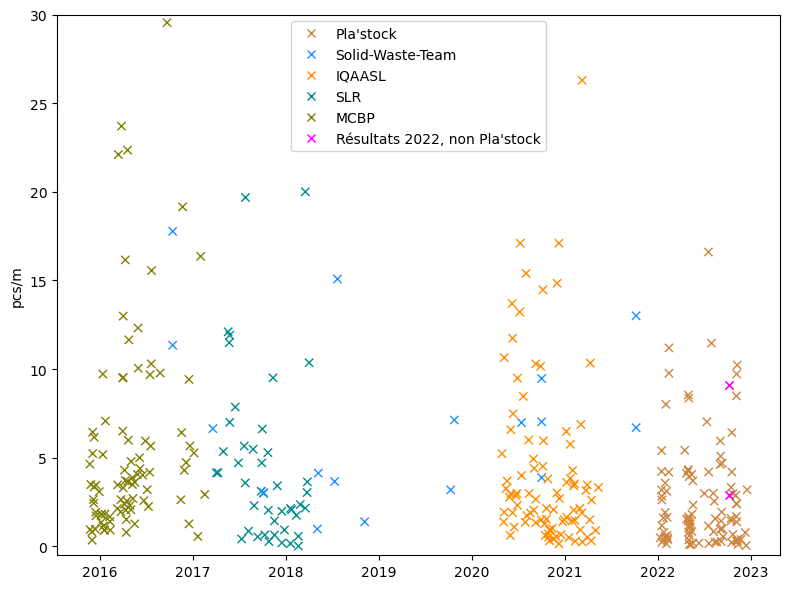 30
25
20
15
10
5
0
pcs/m
Pla'stock
Solid-Waste-Team
IQAASL
SLR
MCBP
Résultats 2022, non Pla'stock
2016 2017 2018 2019 2020 2021 2022 2023